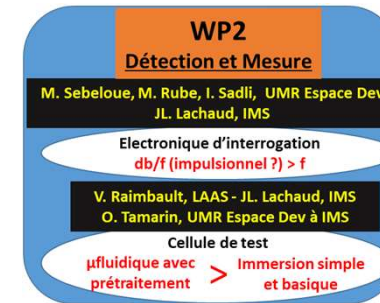 WP2
Détection et Mesure
M. Sebeloue, M. Rube, I. Sadli, UMR Espace Dev
JL. Lachaud, IMS
Electronique d'interrogation
db/f (impulsionnel ?) > f
V. Raimbault, LAAS - JL. Lachaud, IMS
O. Tamarin, UMR Espace Dev à IMS
Cellule de test
µfluidique avec prétraitement > Immersion simple et basique